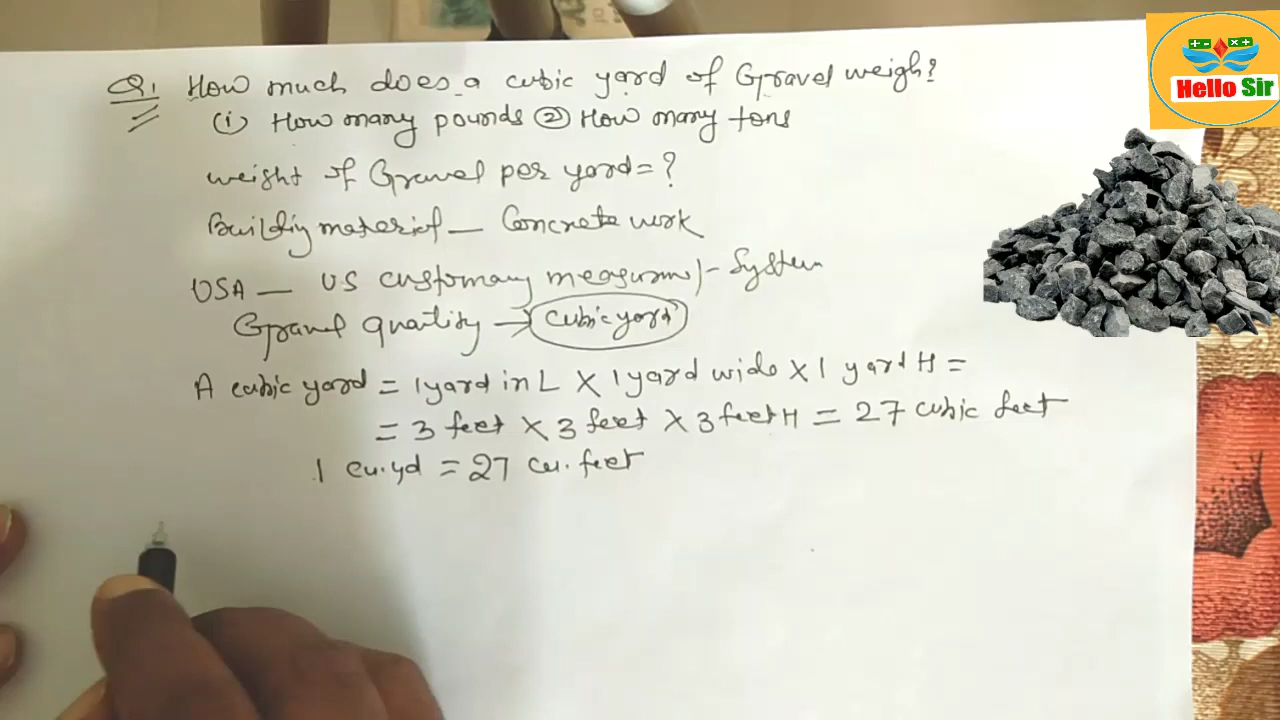 Q1 How much does a cubic yard of Gravel weigh?
(i) How many pounds (2) How many tons
weight of Gravel per yard = ?
Building material — Concrete work
USA — US customary measurement - System
Gravel quantity → cubic yard
A cubic yard = 1 yard in L X 1 yard wide X 1 yard H =
= 3 feet X 3 feet X 3 feet H = 27 cubic feet
1 cu.yd = 27 cu. feet
+ - × ÷
Hello Sir